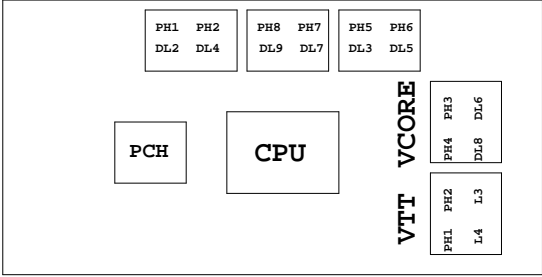 PH1 PH2
DL2 DL4
PH8 PH7
DL9 DL7
PH5 PH6
DL3 DL5
PCH
CPU
VCORE
PH4 PH3
DL8 DL6
VTT
PH1 PH2
L4 L3